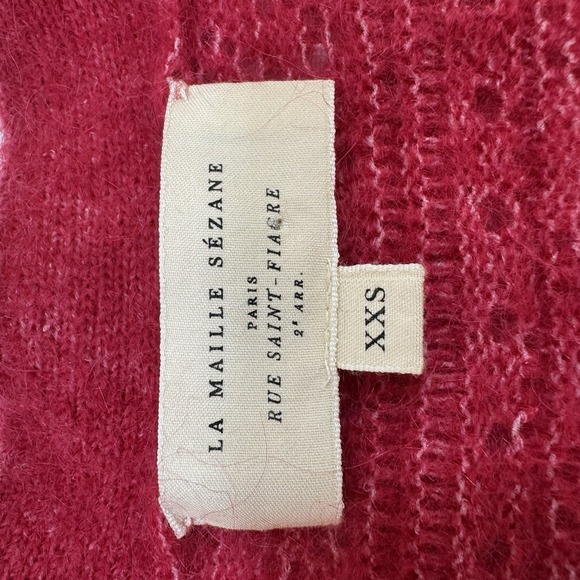 LA MAILLE SÉZANE
PARIS
RUE SAINT-FIACRE
2ᵉ ARR.
XXS